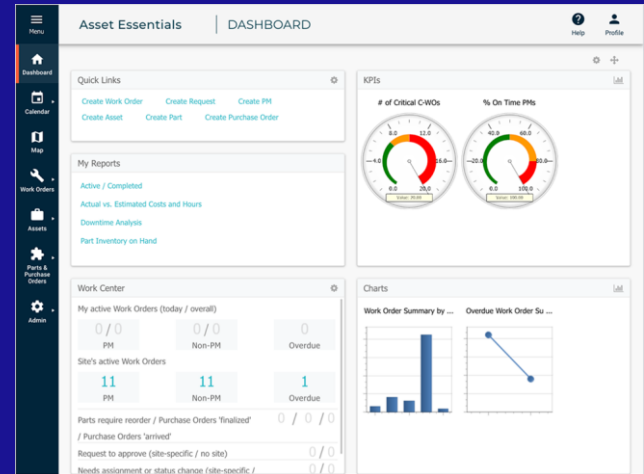 Menu
Asset Essentials
DASHBOARD
Help
Profile
Dashboard
Calendar
Map
Work Orders
Assets
Parts &
Purchase
Orders
Admin
Quick Links
Create Work Order Create Request Create PM
Create Asset Create Part Create Purchase Order
My Reports
Active / Completed
Actual vs. Estimated Costs and Hours
Downtime Analysis
Part Inventory on Hand
Work Center
My active Work Orders (today / overall)
0 / 0 0 / 0 0
PM Non-PM Overdue
Site's active Work Orders
11 11 1
PM Non-PM Overdue
Parts require reorder / Purchase Orders 'finalized' 0 / 0 / 0
/ Purchase Orders 'arrived'
Request to approve (site-specific / no site) 0 / 0
Needs assignment or status change (site-specific / 0 / 0
KPIs
# of Critical C-WOs % On Time PMs
8.0 12.0 40.0 60.0
4.0 16.0 20.0 80.0
20.0 100.0
Charts
Work Order Summary by ... Overdue Work Order Su ...